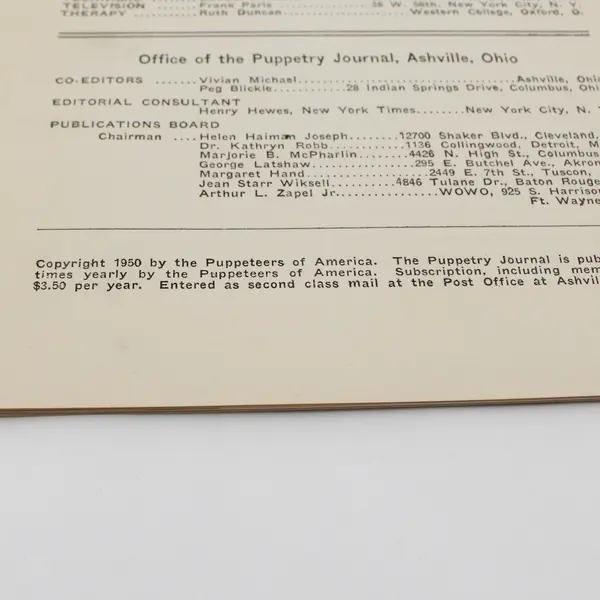 TELEVISION ........Frank Paris....................35 W. 56th, New York City, N. Y.
THERAPY ........Ruth Duncan....................Western College, Oxford, O.
Office of the Puppetry Journal, Ashville, Ohio
CO-EDITORS ......Vivian Michael..............................Ashville, Ohio
Peg Blickle..........28 Indian Springs Drive, Columbus, Ohi
EDITORIAL CONSULTANT
Henry Hewes, New York Times.......New York City, N. Y
PUBLICATIONS BOARD
Chairman ....Helen Haiman Joseph.......12700 Shaker Blvd., Cleveland,
Dr. Kathryn Robb...........1136 Collingwood, Detroit, M
Marjorie B. McPharlin.......4426 N. High St., Columbus
George Latshaw...............295 E. Butchel Ave., Akron
Margaret Hand..................2449 E. 7th St., Tuscon,
Jean Starr Wiksell..........4846 Tulane Dr., Baton Rouge
Arthur L. Zapel Jr...............WOWO, 925 S. Harrison
Ft. Wayne
Copyright 1950 by the Puppeteers of America. The Puppetry Journal is pub
times yearly by the Puppeteers of America. Subscription, including mem
$3.50 per year. Entered as second class mail at the Post Office at Ashvil